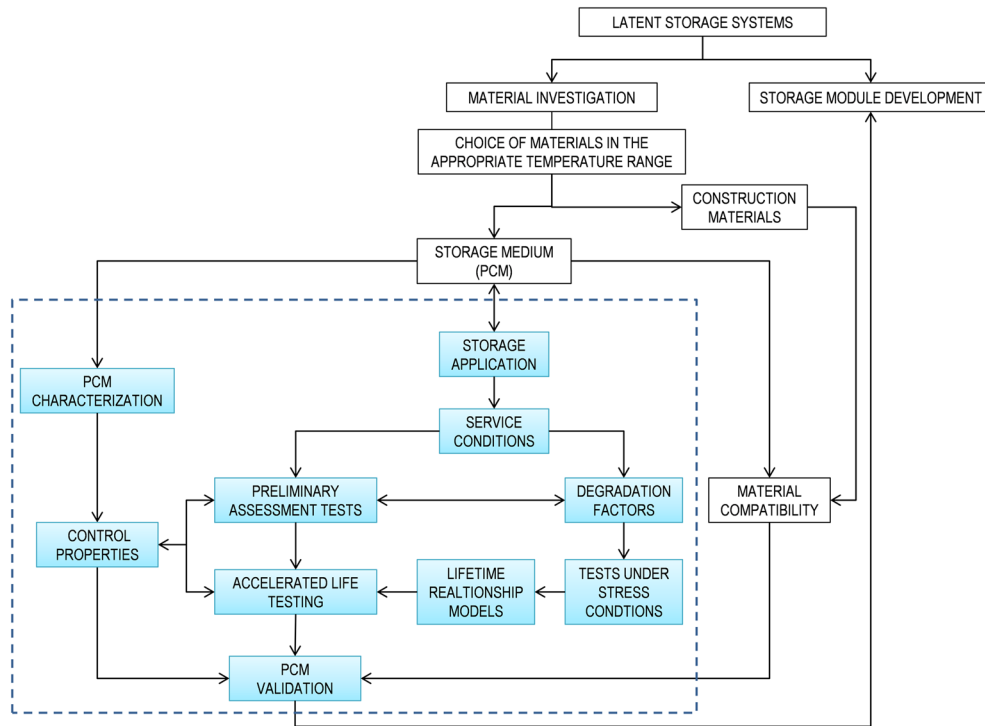 LATENT STORAGE SYSTEMS
MATERIAL INVESTIGATION
STORAGE MODULE DEVELOPMENT
CHOICE OF MATERIALS IN THE
APPROPRIATE TEMPERATURE RANGE
CONSTRUCTION
MATERIALS
STORAGE MEDIUM
(PCM)
STORAGE
APPLICATION
PCM
CHARACTERIZATION
SERVICE
CONDITIONS
PRELIMINARY
ASSESSMENT TESTS
DEGRADATION
FACTORS
MATERIAL
COMPATIBILITY
CONTROL
PROPERTIES
ACCELERATED LIFE
TESTING
LIFETIME
REALTIONSHIP
MODELS
TESTS UNDER
STRESS
CONDTIONS
PCM
VALIDATION